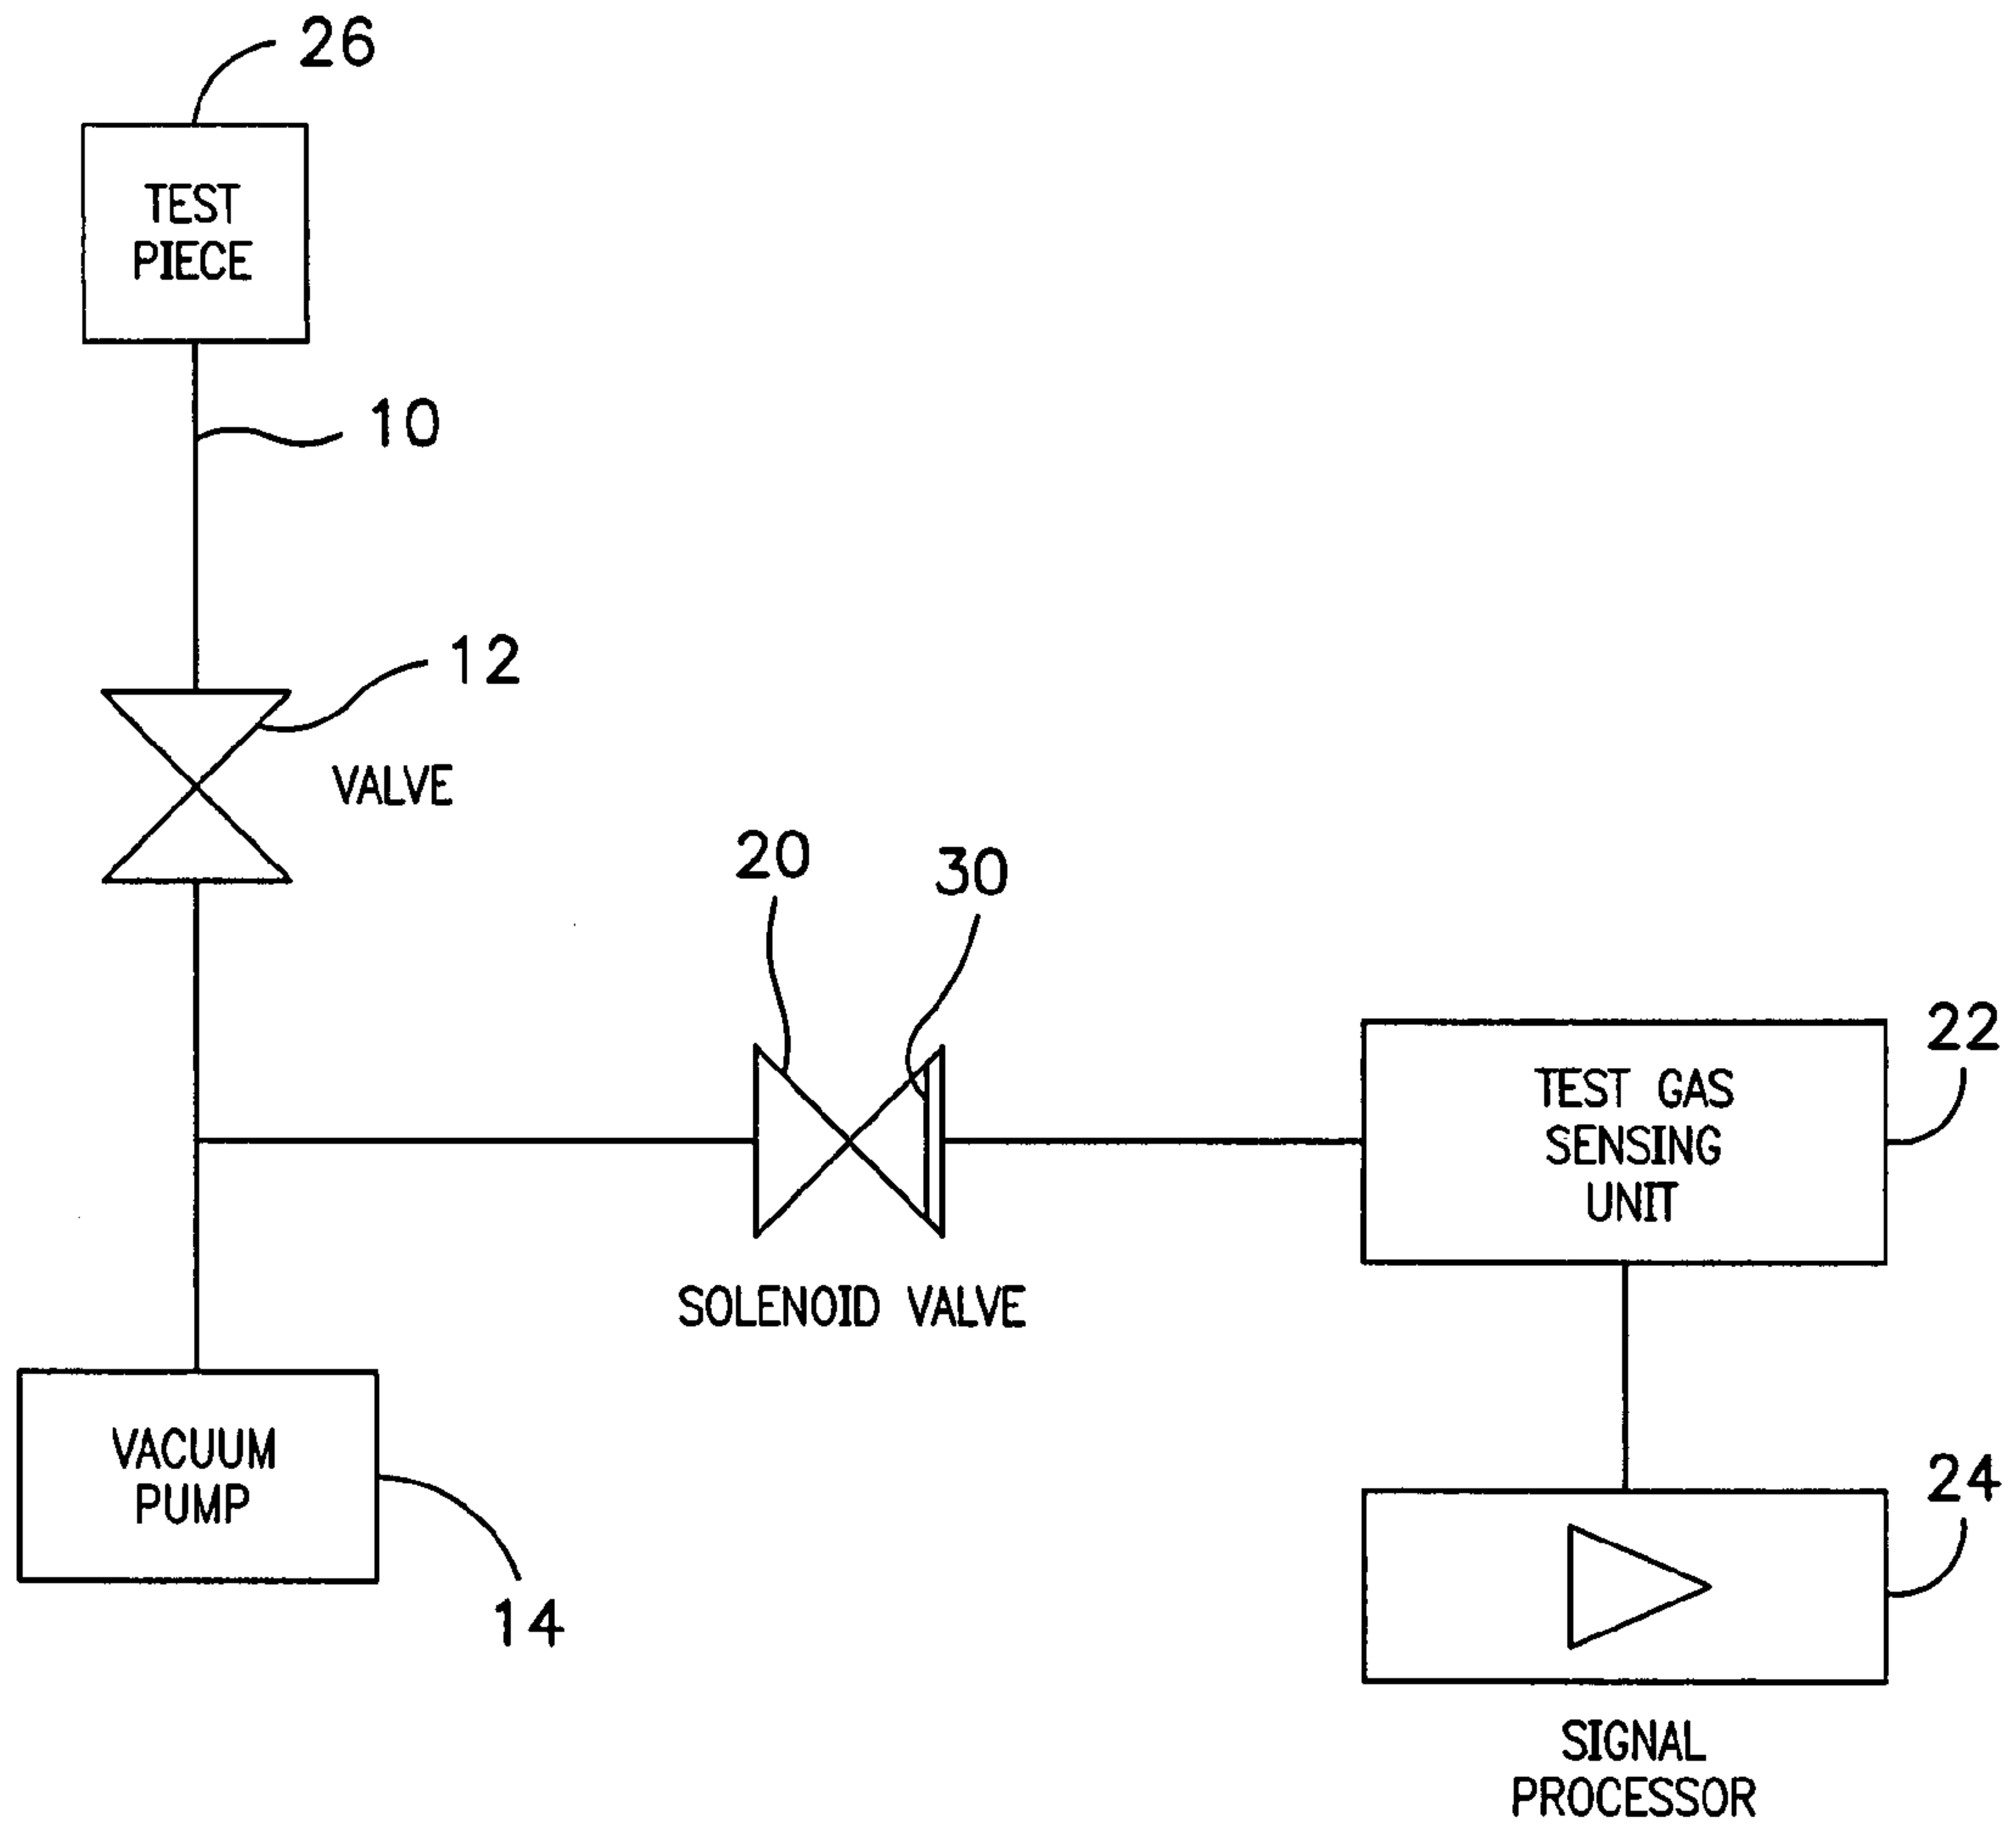 26
TEST
PIECE
10
12
VALVE
20
30
22
TEST GAS
SENSING
UNIT
SOLENOID VALVE
VACUUM
PUMP
14
24
SIGNAL
PROCESSOR